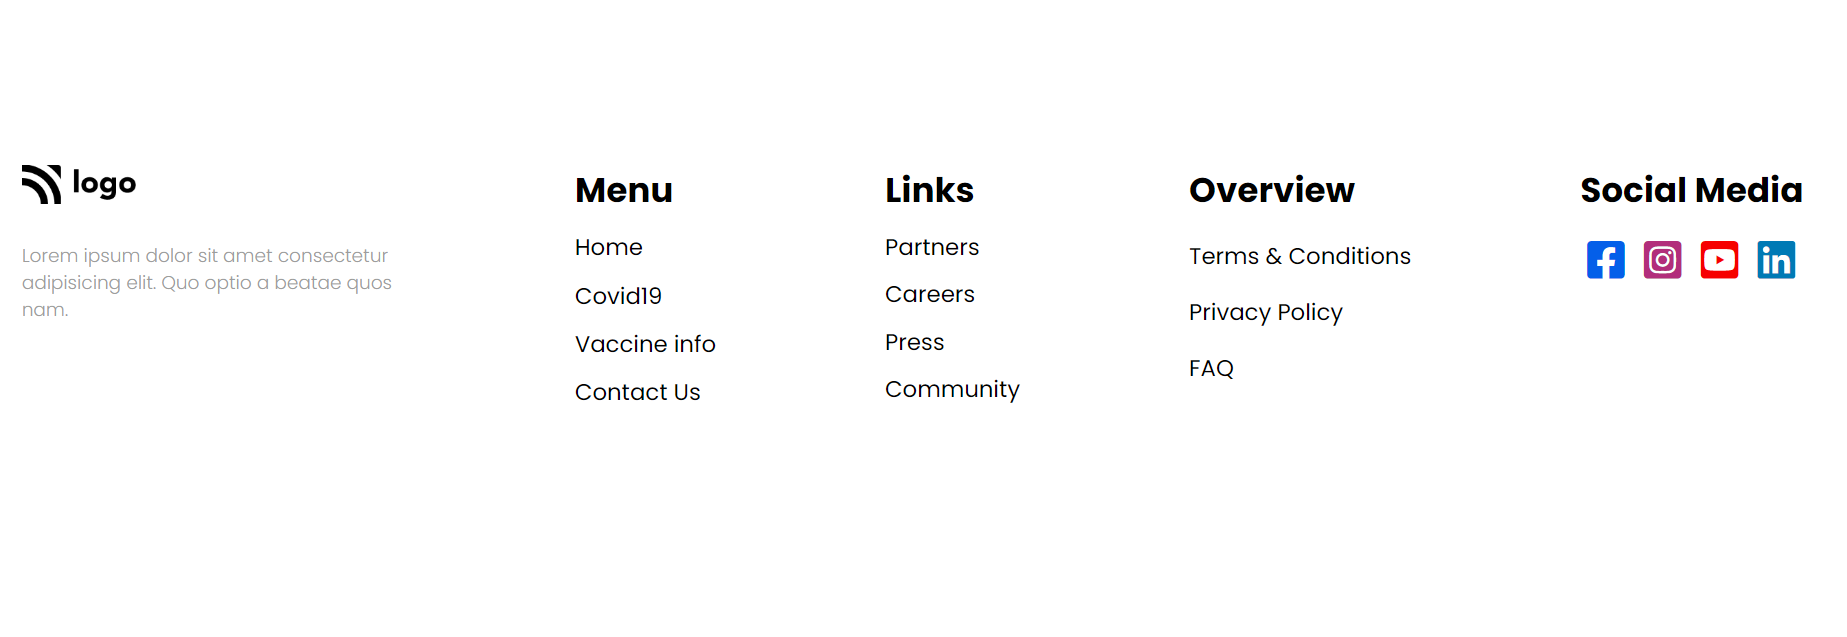 logo
Lorem ipsum dolor sit amet consectetur
adipisicing elit. Quo optio a beatae quos
nam.
Menu
Home
Covid19
Vaccine info
Contact Us
Links
Partners
Careers
Press
Community
Overview
Terms & Conditions
Privacy Policy
FAQ
Social Media
in